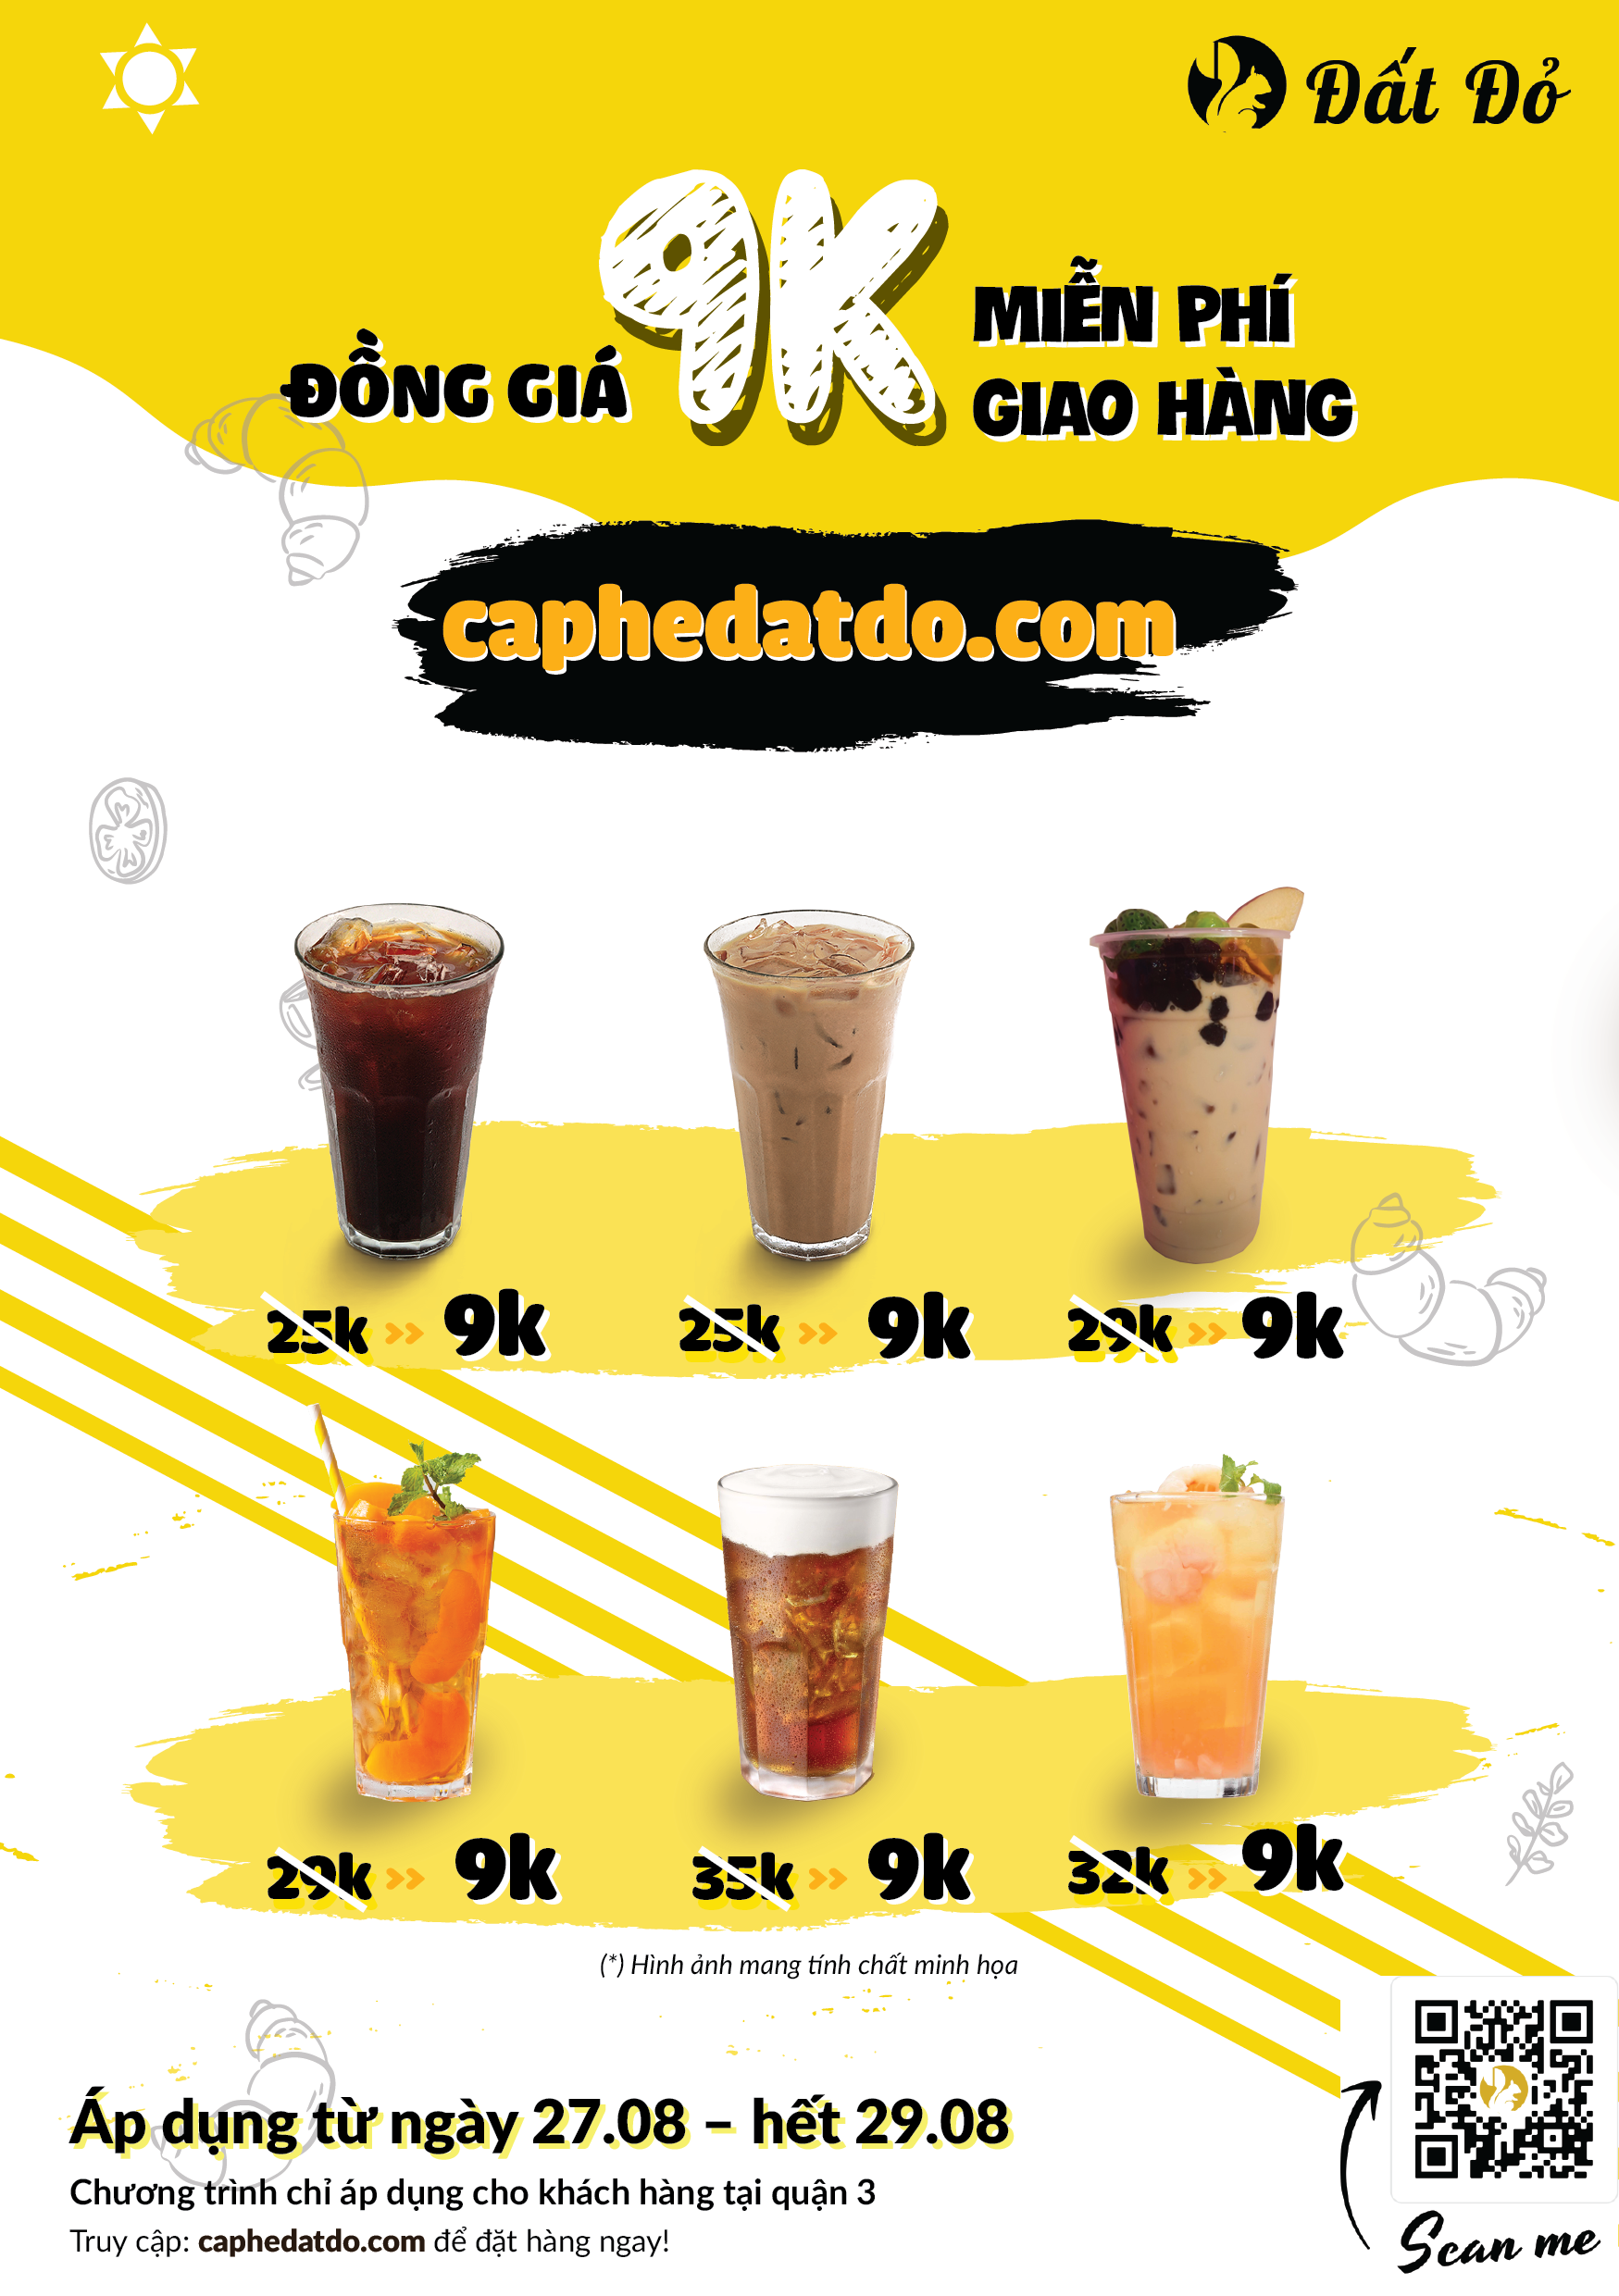 Đất Đỏ
ĐỒNG GIÁ 9K MIỄN PHÍ
GIAO HÀNG
caphedatdo.com
25k >> 9k
25k >> 9k
29k >> 9k
29k >> 9k
35k >> 9k
32k >> 9k
(*) Hình ảnh mang tính chất minh họa
Áp dụng từ ngày 27.08 – hết 29.08
Chương trình chỉ áp dụng cho khách hàng tại quận 3
Truy cập: caphedatdo.com để đặt hàng ngay!
Scan me